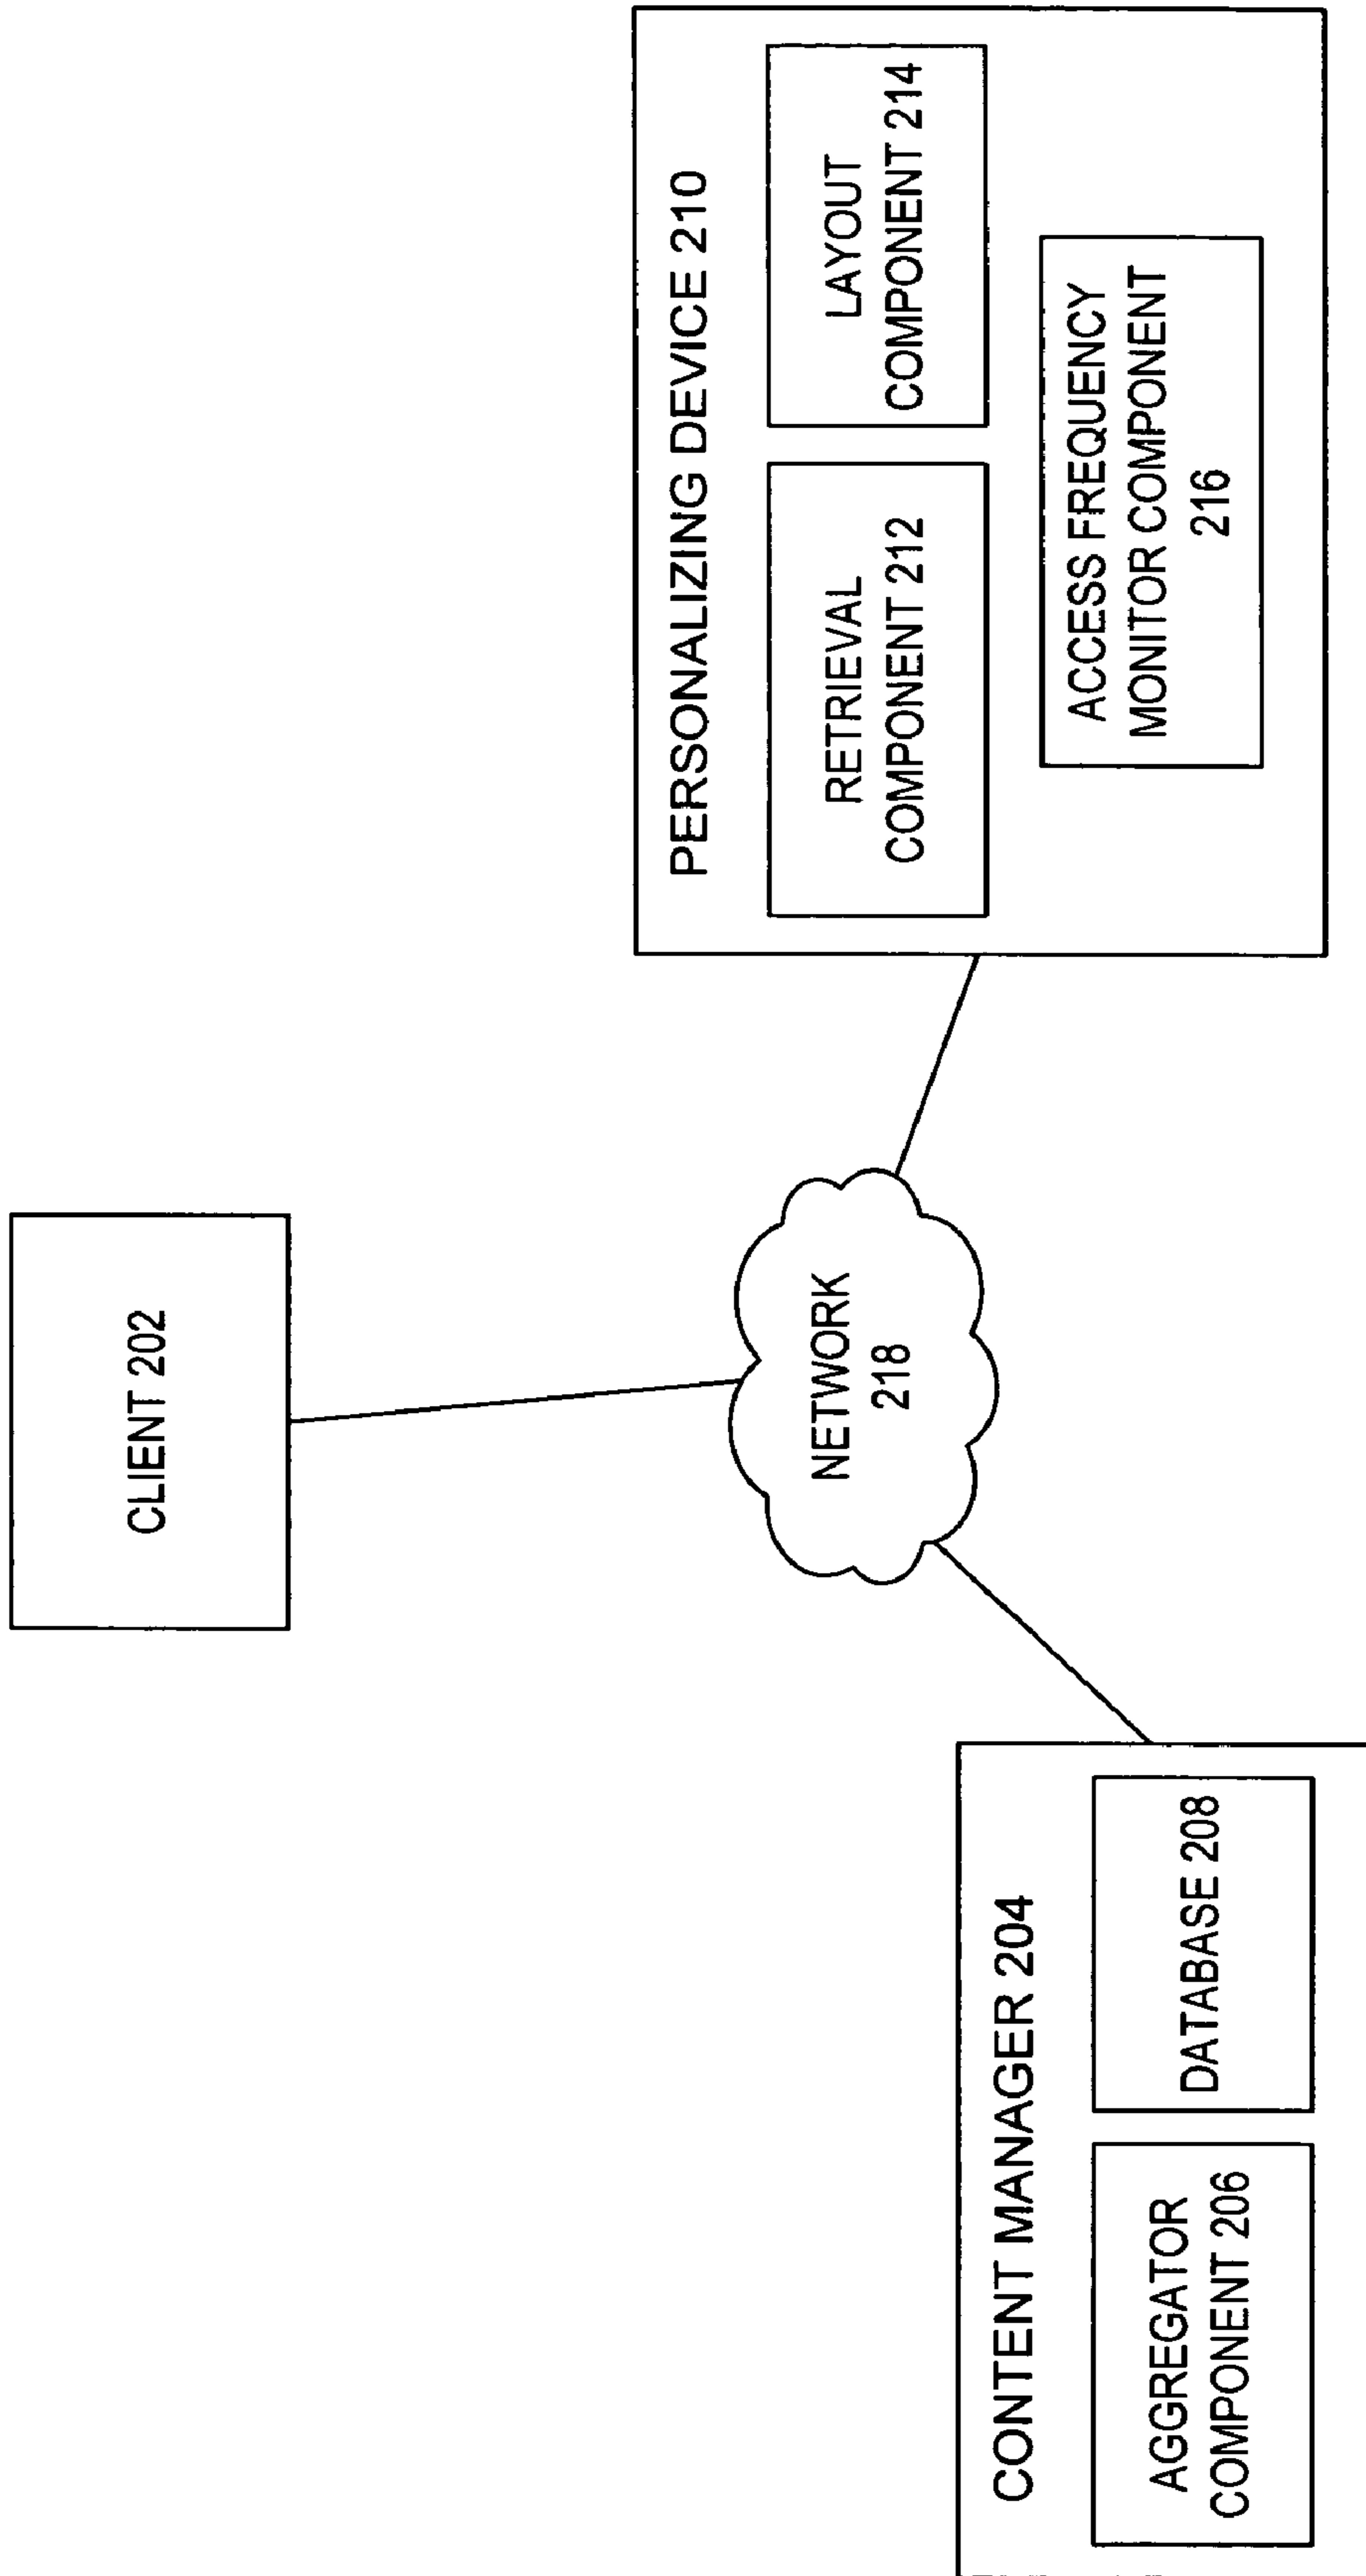 CLIENT 202
NETWORK
218
CONTENT MANAGER 204
AGGREGATOR
COMPONENT 206
DATABASE 208
PERSONALIZING DEVICE 210
RETRIEVAL
COMPONENT 212
LAYOUT
COMPONENT 214
ACCESS FREQUENCY
MONITOR COMPONENT
216